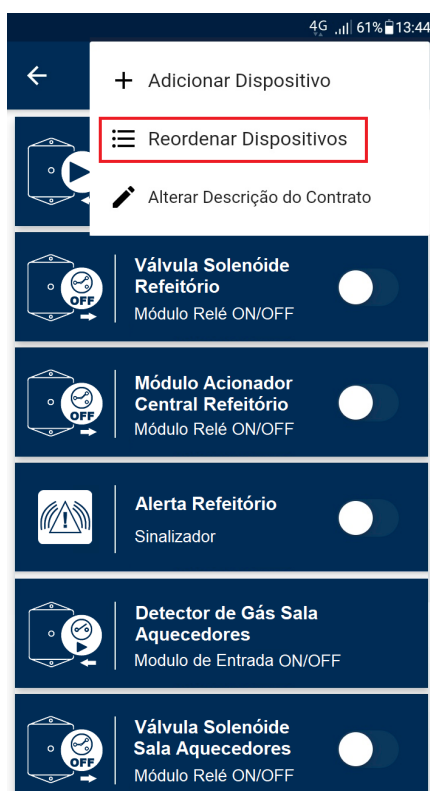 4G 61% 13:44
Adicionar Dispositivo
Reordenar Dispositivos
Alterar Descrição do Contrato
Válvula Solenóide
Refeitório
OFF
Módulo Relé ON/OFF
Módulo Acionador
Central Refeitório
OFF
Módulo Relé ON/OFF
Alerta Refeitório
Sinalizador
Detector de Gás Sala
Aquecedores
Modulo de Entrada ON/OFF
Válvula Solenóide
Sala Aquecedores
OFF
Módulo Relé ON/OFF